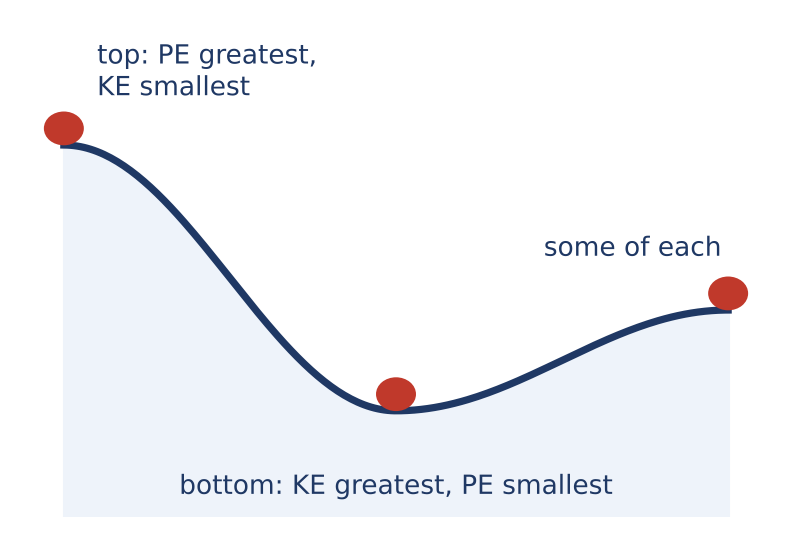 top: PE greatest,
KE smallest
some of each
bottom: KE greatest, PE smallest